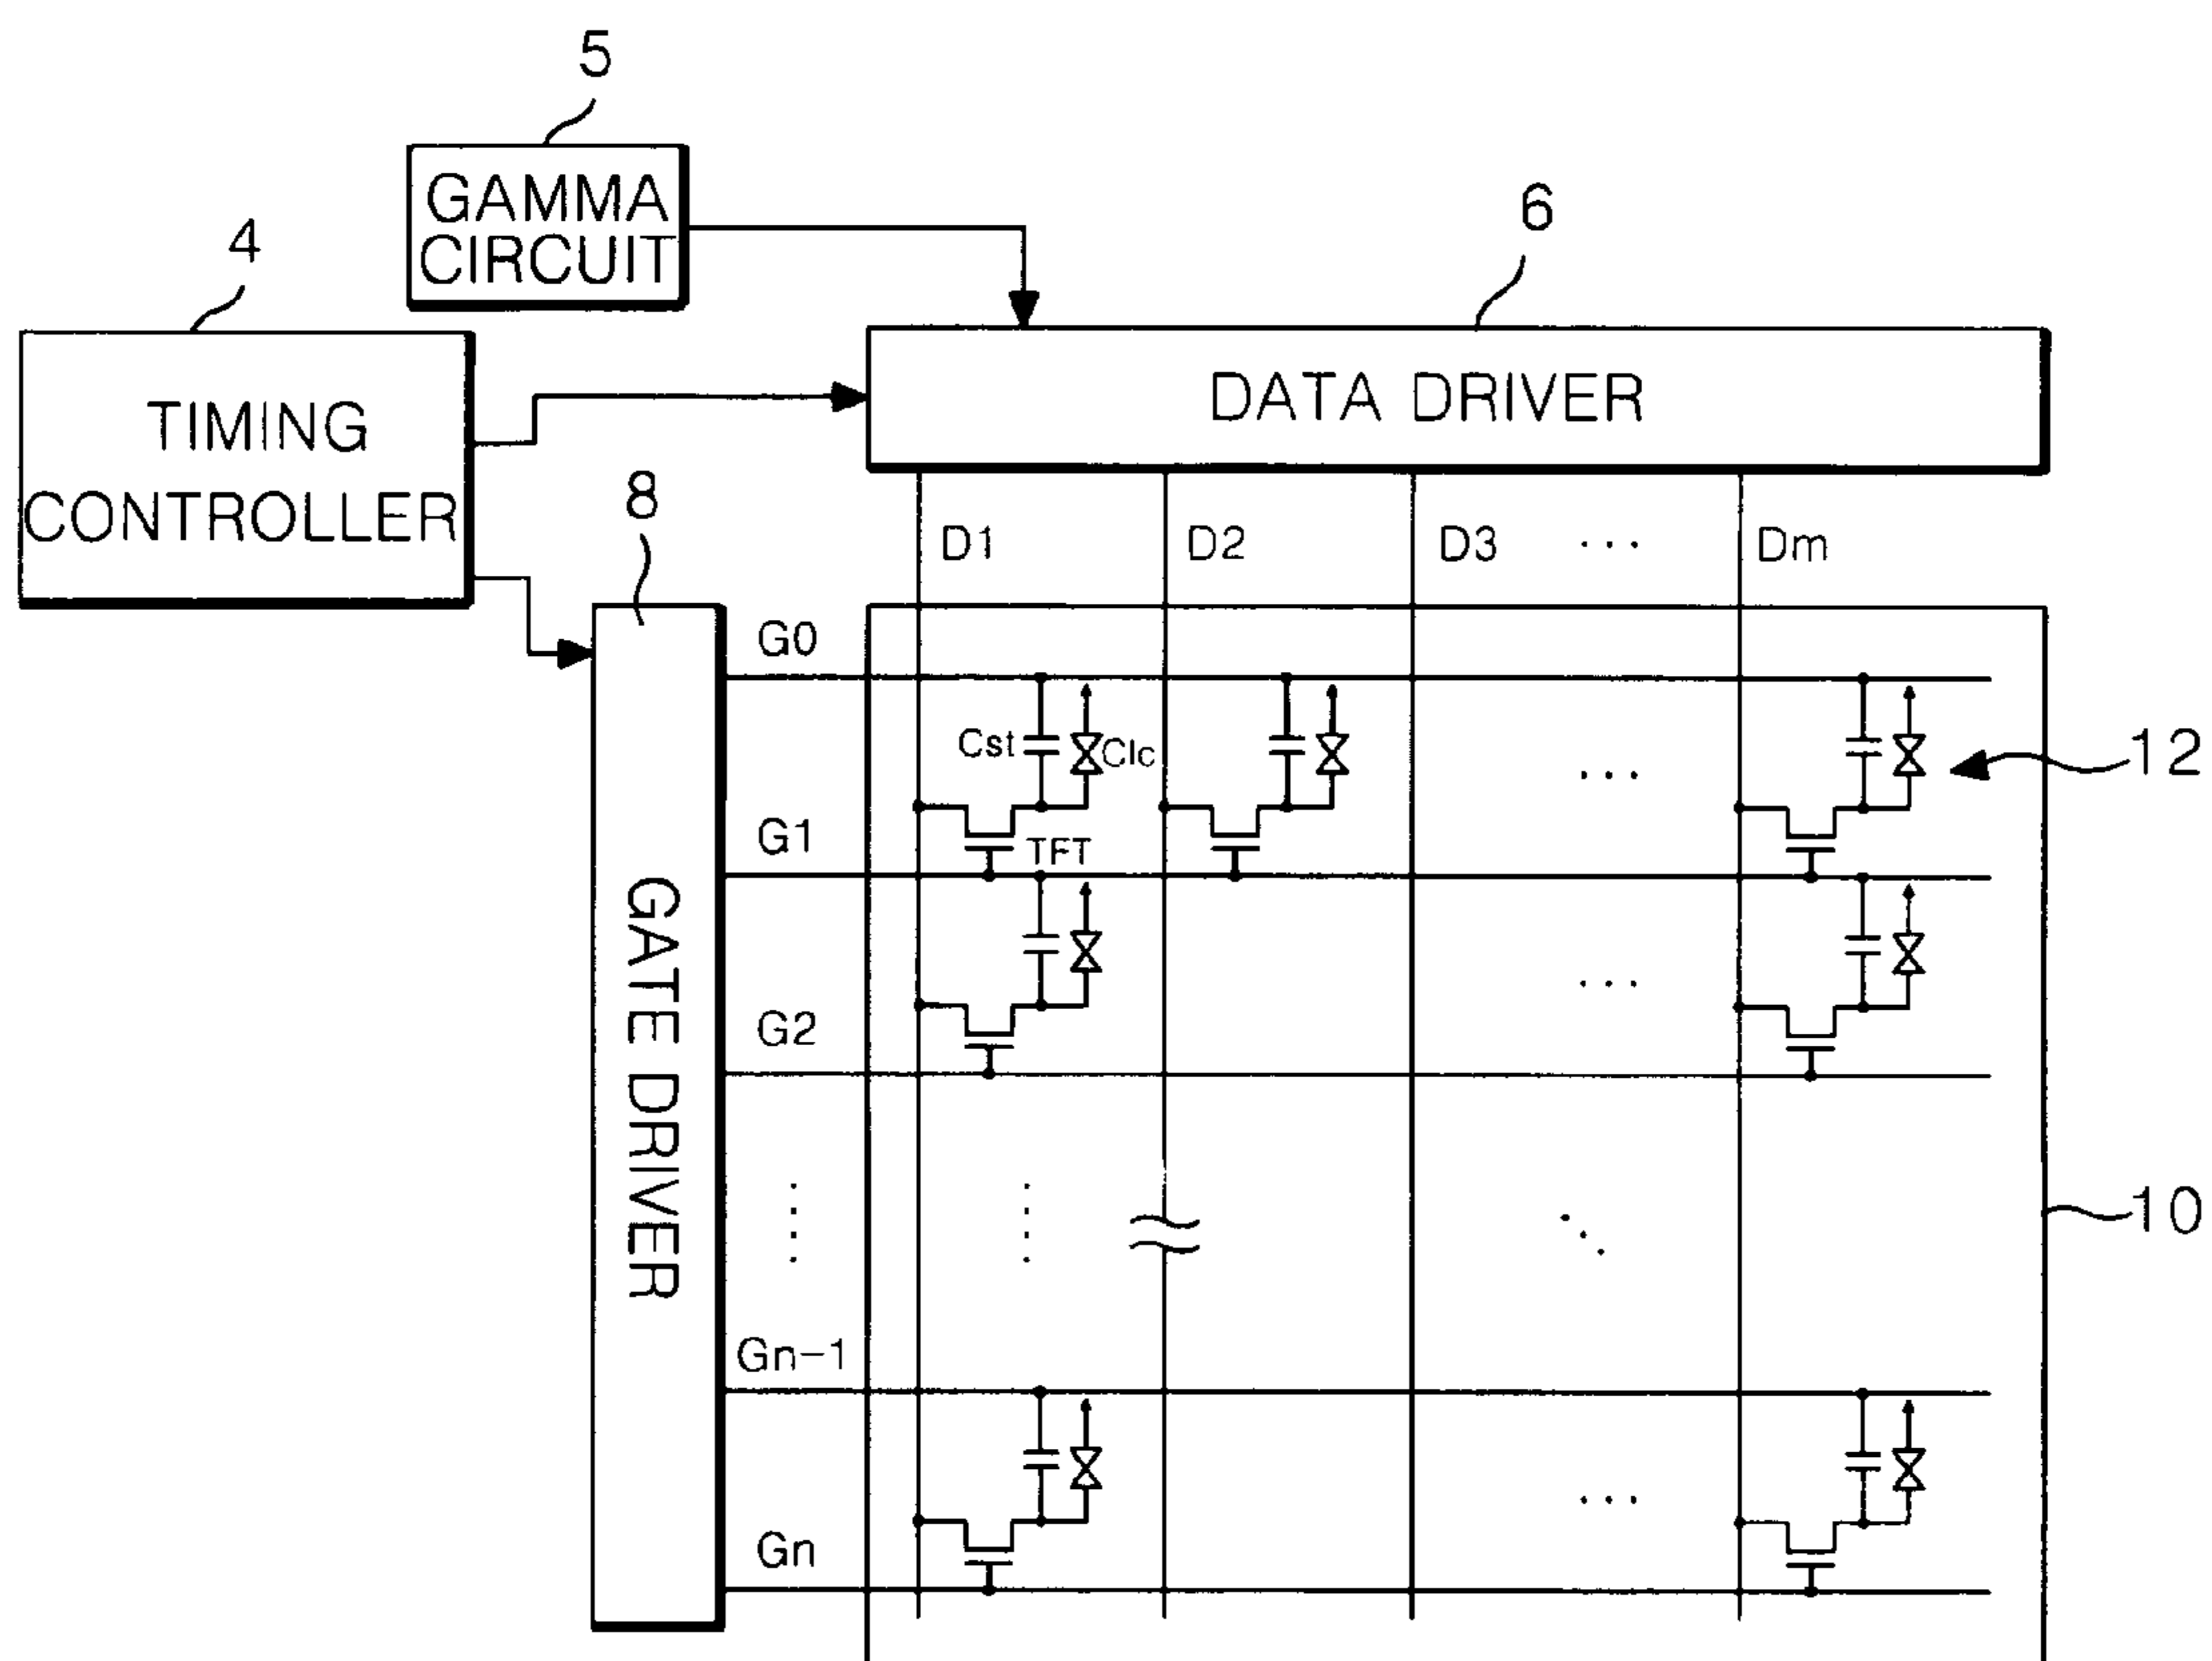 5
GAMMA
CIRCUIT
4
6
TIMING
CONTROLLER
DATA DRIVER
8
D1 D2 D3 ... Dm
G0
Cst Clc
12
...
G1
TFT
GATE DRIVER
...
G2
10
Gn-1
...
Gn